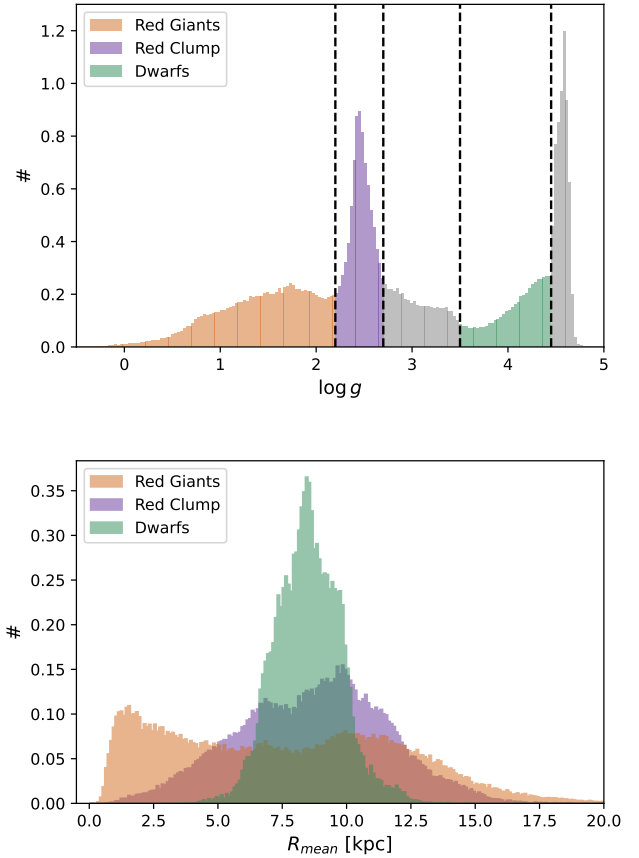 Red Giants
Red Clump
Dwarfs
#
1.2
1.0
0.8
0.6
0.4
0.2
0.0
0 1 2 3 4 5
log g
Red Giants
Red Clump
Dwarfs
#
0.35
0.30
0.25
0.20
0.15
0.10
0.05
0.00
0.0 2.5 5.0 7.5 10.0 12.5 15.0 17.5 20.0
R_mean [kpc]